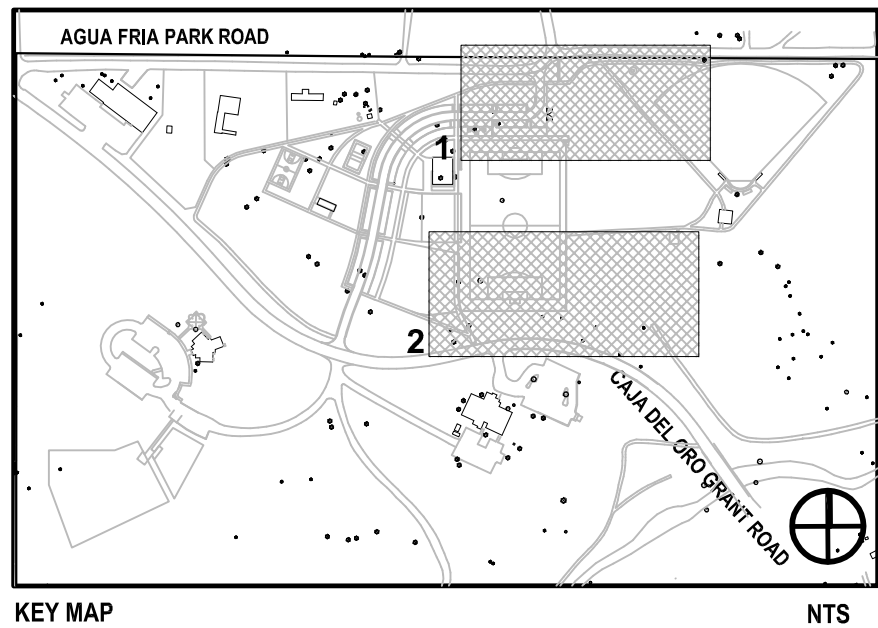 AGUA FRIA PARK ROAD
1
2
CAJA DEL ORO GRANT ROAD
KEY MAP
NTS